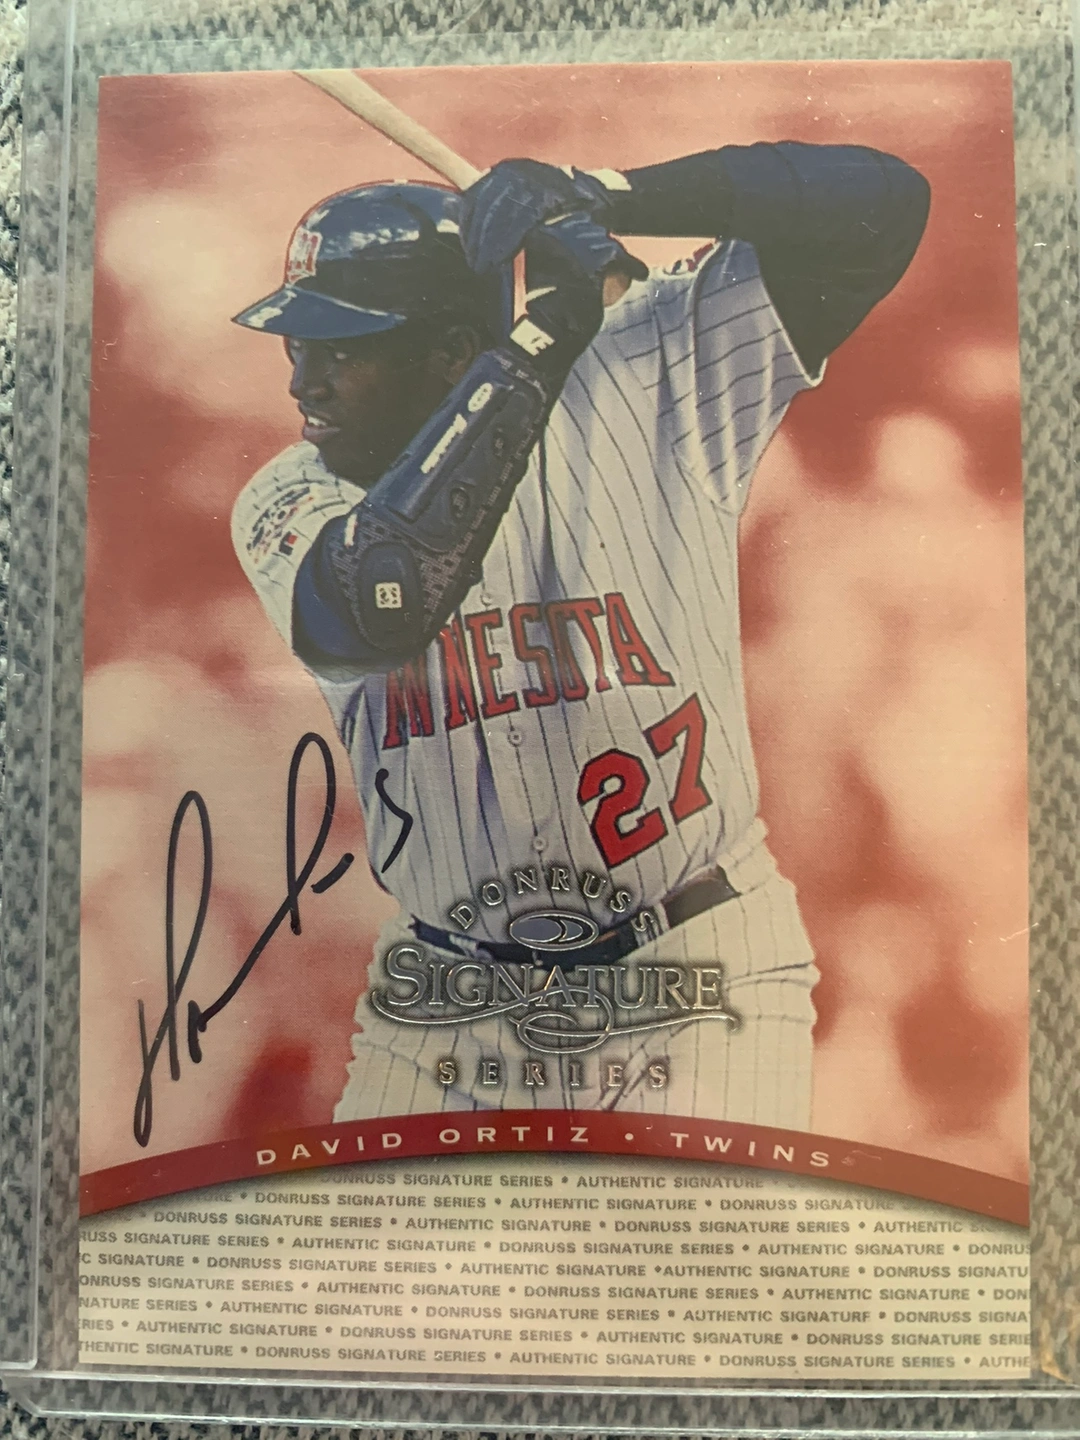 MINNESOTA
27
DONRUSS
SIGNATURE
SERIES
DAVID ORTIZ • TWINS
DONRUSS SIGNATURE SERIES • AUTHENTIC SIGNATURE
• DONRUSS SIGNATURE SERIES • AUTHENTIC SIGNATURE • DONRUSS SIGNATURE
• DONRUSS SIGNATURE SERIES • AUTHENTIC SIGNATURE • DONRUSS SIGNATURE SERIES • AUTHENTIC
RUSS SIGNATURE SERIES • AUTHENTIC SIGNATURE • DONRUSS SIGNATURE SERIES • AUTHENTIC SIGNATURE • DONRUS
C SIGNATURE • DONRUSS SIGNATURE SERIES • AUTHENTIC SIGNATURE •AUTHENTIC SIGNATURE • DONRUSS SIGNATU
ONRUSS SIGNATURE SERIES • AUTHENTIC SIGNATURE • DONRUSS SIGNATURE SERIES • AUTHENTIC SIGNATURE • DON
NATURE SERIES • AUTHENTIC SIGNATURE • DONRUSS SIGNATURE SERIES • AUTHENTIC SIGNATURE • DONRUSS SIGNA
RIES • AUTHENTIC SIGNATURE • DONRUSS SIGNATURE SERIES • AUTHENTIC SIGNATURE • DONRUSS SIGNATURE SERIE
THENTIC SIGNATURE • DONRUSS SIGNATURE SERIES • AUTHENTIC SIGNATURE • DONRUSS SIGNATURE SERIES • AUTHE